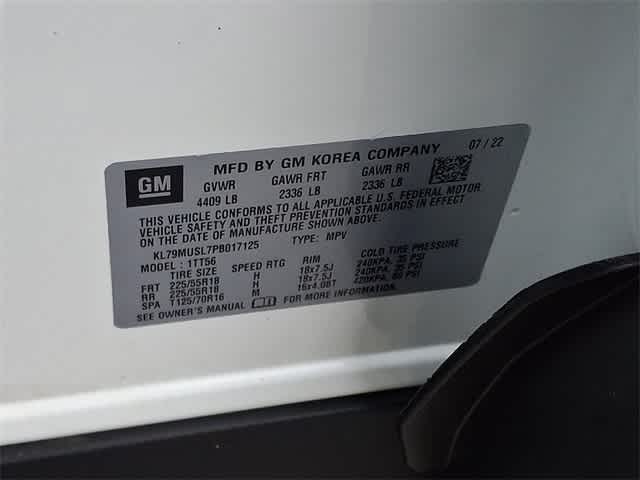 GM
MFD BY GM KOREA COMPANY 07/22
GVWR GAWR FRT GAWR RR
4409 LB 2336 LB 2336 LB
THIS VEHICLE CONFORMS TO ALL APPLICABLE U.S. FEDERAL MOTOR
VEHICLE SAFETY AND THEFT PREVENTION STANDARDS IN EFFECT
ON THE DATE OF MANUFACTURE SHOWN ABOVE.
KL79MUSL7PB017125 TYPE: MPV
MODEL: 1TT56
TIRE SIZE SPEED RTG RIM COLD TIRE PRESSURE
FRT 225/55R18 H 18x7.5J 240KPA, 35 PSI
RR 225/55R18 H 18x7.5J 240KPA, 35 PSI
SPA T125/70R16 M 16x4.0BT 420KPA, 60 PSI
SEE OWNER'S MANUAL FOR MORE INFORMATION.